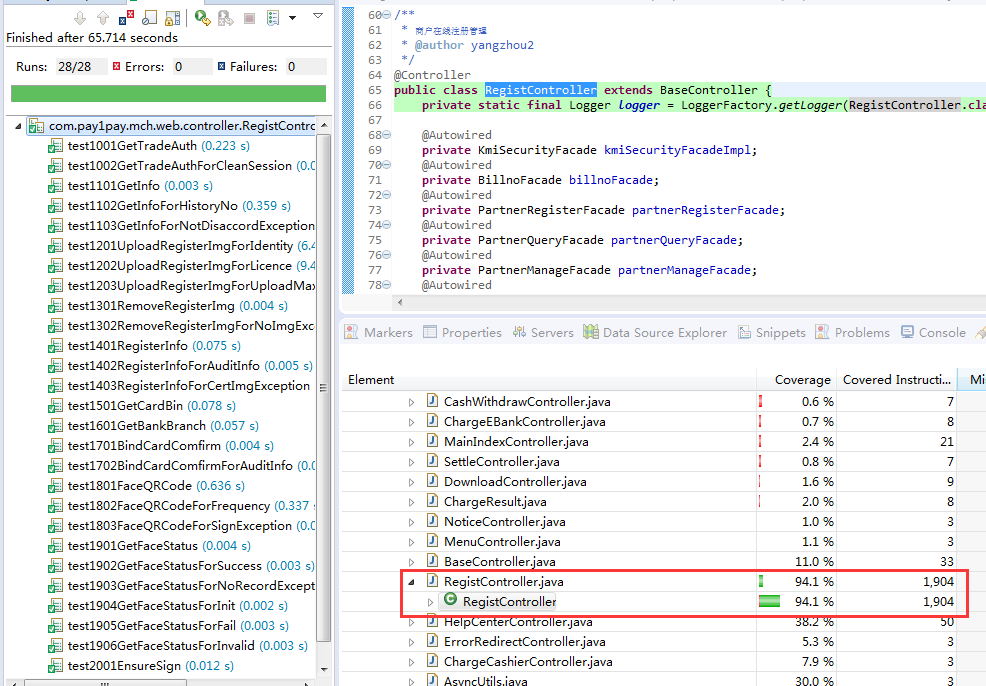 Finished after 65.714 seconds
Runs: 28/28 Errors: 0 Failures: 0
com.pay1pay.mch.web.controller.RegistContro
test1001GetTradeAuth (0.223 s)
test1002GetTradeAuthForCleanSession (0.0
test1101GetInfo (0.003 s)
test1102GetInfoForHistoryNo (0.359 s)
test1103GetInfoForNotDisaccordException
test1201UploadRegisterImgForIdentity (6.4
test1202UploadRegisterImgForLicence (9.4
test1203UploadRegisterImgForUploadMax
test1301RemoveRegisterImg (0.004 s)
test1302RemoveRegisterImgForNoImgExc
test1401RegisterInfo (0.075 s)
test1402RegisterInfoForAuditInfo (0.005 s)
test1403RegisterInfoForCertImgException
test1501GetCardBin (0.078 s)
test1601GetBankBranch (0.057 s)
test1701BindCardComfirm (0.004 s)
test1702BindCardComfirmForAuditInfo (0.0
test1801FaceQRCode (0.636 s)
test1802FaceQRCodeForFrequency (0.337
test1803FaceQRCodeForSignException (0.0
test1901GetFaceStatus (0.004 s)
test1902GetFaceStatusForSuccess (0.003 s)
test1903GetFaceStatusForNoRecordExcept
test1904GetFaceStatusForInit (0.002 s)
test1905GetFaceStatusForFail (0.003 s)
test1906GetFaceStatusForInvalid (0.003 s)
test2001EnsureSign (0.012 s)
60 /**
61 * 商户在线注册管理
62 * @author yangzhou2
63 */
64 @Controller
65 public class RegistController extends BaseController {
66 private static final Logger logger = LoggerFactory.getLogger(RegistController.cla
67
68 @Autowired
69 private KmiSecurityFacade kmiSecurityFacadeImpl;
70 @Autowired
71 private BillnoFacade billnoFacade;
72 @Autowired
73 private PartnerRegisterFacade partnerRegisterFacade;
74 @Autowired
75 private PartnerQueryFacade partnerQueryFacade;
76 @Autowired
77 private PartnerManageFacade partnerManageFacade;
78 @Autowired
Markers Properties Servers Data Source Explorer Snippets Problems Console
Element Coverage Covered Instructi... Mi
CashWithdrawController.java 0.6 % 7
ChargeEBankController.java 0.7 % 8
MainIndexController.java 2.4 % 21
SettleController.java 0.8 % 7
DownloadController.java 1.6 % 9
ChargeResult.java 2.0 % 8
NoticeController.java 1.0 % 3
MenuController.java 1.1 % 3
BaseController.java 11.0 % 33
RegistController.java 94.1 % 1,904
RegistController 94.1 % 1,904
HelpCenterController.java 38.2 % 50
ErrorRedirectController.java 5.3 % 3
ChargeCashierController.java 7.9 % 3
AsyncUtils.java 30.0 % 3